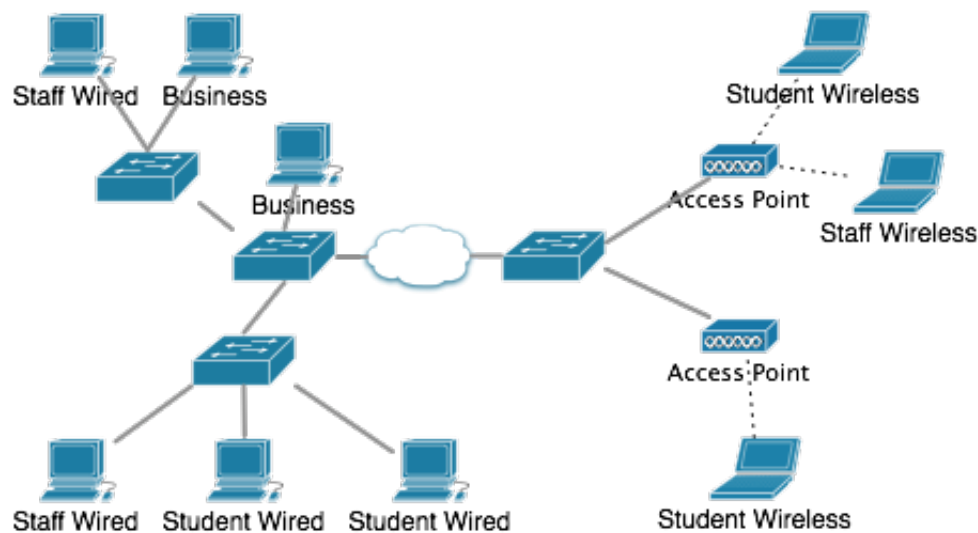 Staff Wired
Business
Student Wireless
Business
Access Point
Staff Wireless
Access Point
Staff Wired
Student Wired
Student Wired
Student Wireless